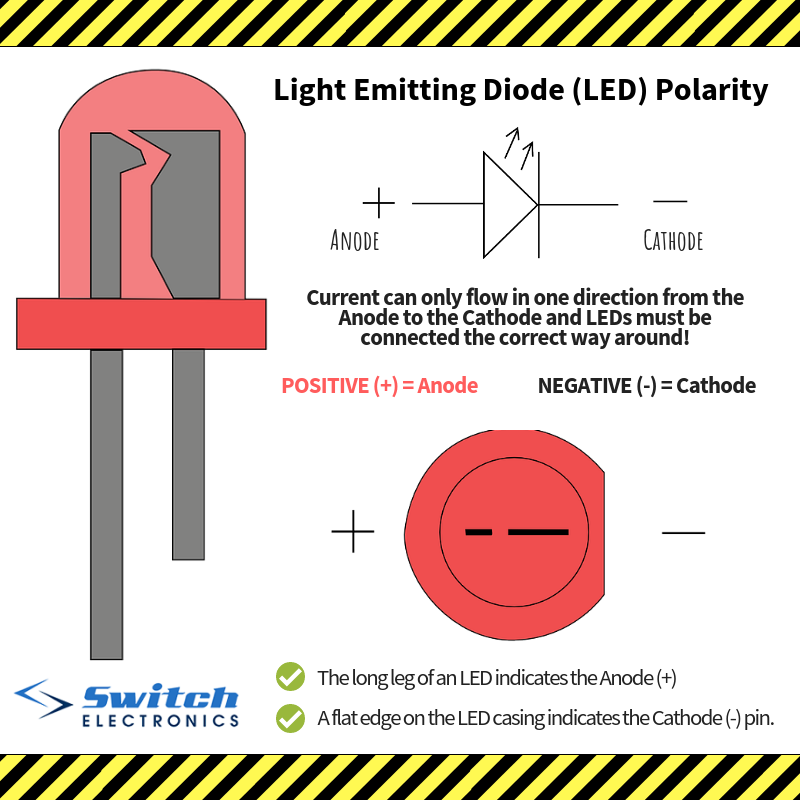 Light Emitting Diode (LED) Polarity
+
−
Anode
Cathode
Current can only flow in one direction from the
Anode to the Cathode and LEDs must be
connected the correct way around!
POSITIVE (+) = Anode
NEGATIVE (-) = Cathode
+
−
The long leg of an LED indicates the Anode (+)
A flat edge on the LED casing indicates the Cathode (-) pin.
Switch
ELECTRONICS